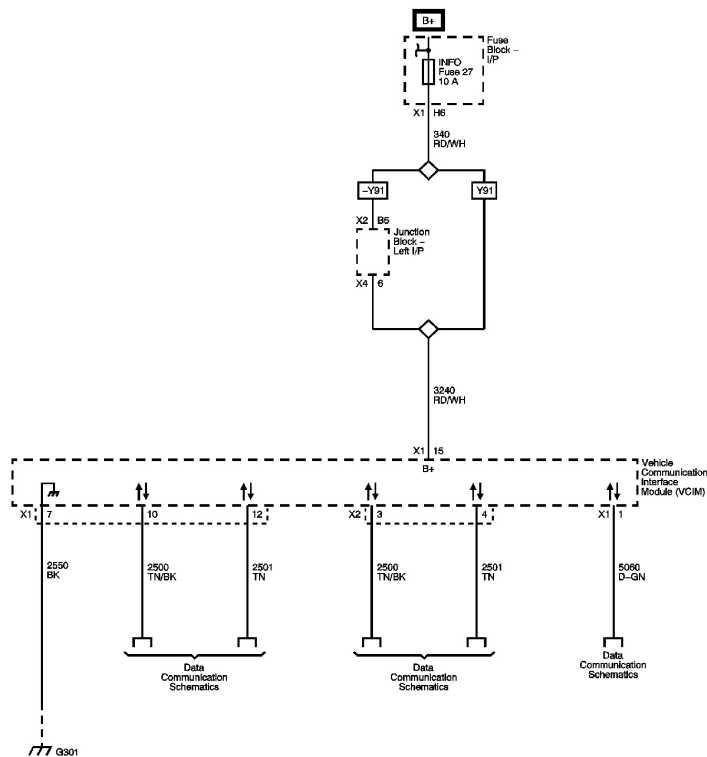 B+
Fuse
Block –
I/P
INFO
Fuse 27
10 A
X1 H6
340
RD/WH
–Y91
Y91
X2 B5
Junction
Block –
Left I/P
X4 6
3240
RD/WH
X1 15
B+
Vehicle
Communication
Interface
Module (VCIM)
X1 7 10 12 X2 3 4 X1 1
2550
BK
2500
TN/BK
2501
TN
2500
TN/BK
2501
TN
5060
D–GN
Data
Communication
Schematics
Data
Communication
Schematics
Data
Communication
Schematics
G301